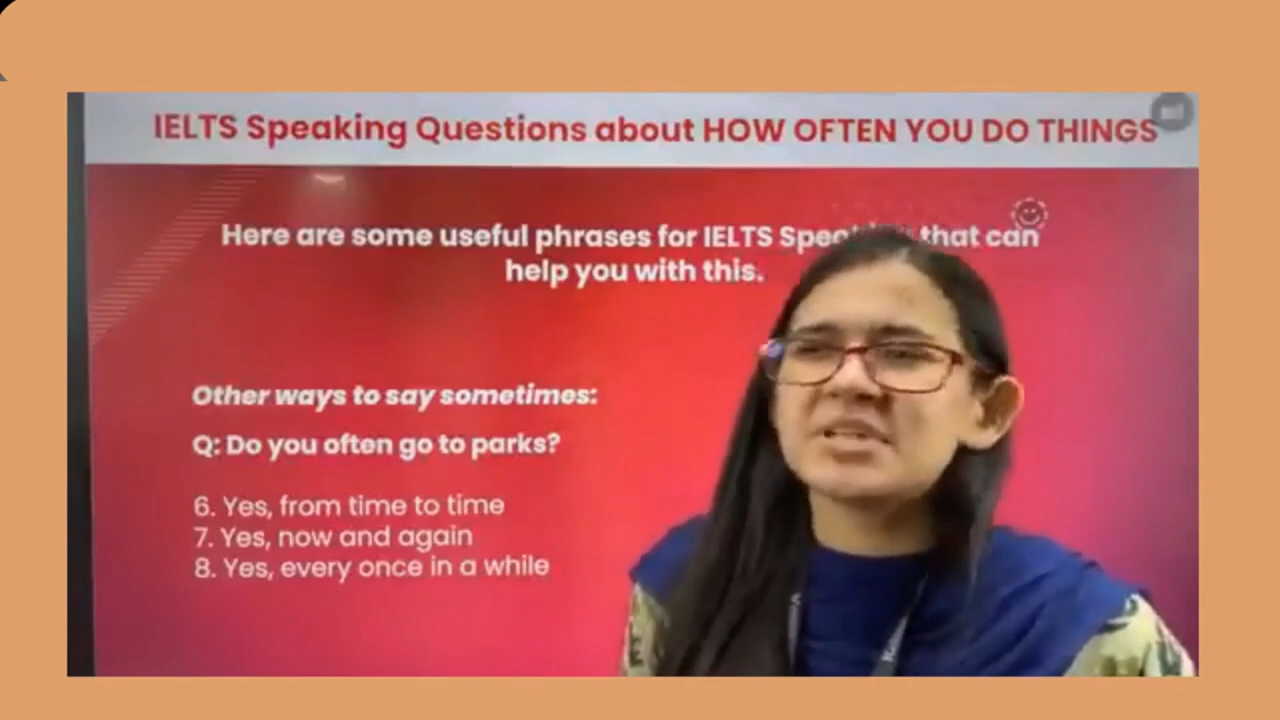 IELTS Speaking Questions about HOW OFTEN YOU DO THINGS
Here are some useful phrases for IELTS that can
help you with this.
Other ways to say sometimes:
Q: Do you often go to parks?
6. Yes, from time to time
7. Yes, now and again
8. Yes, every once in a while